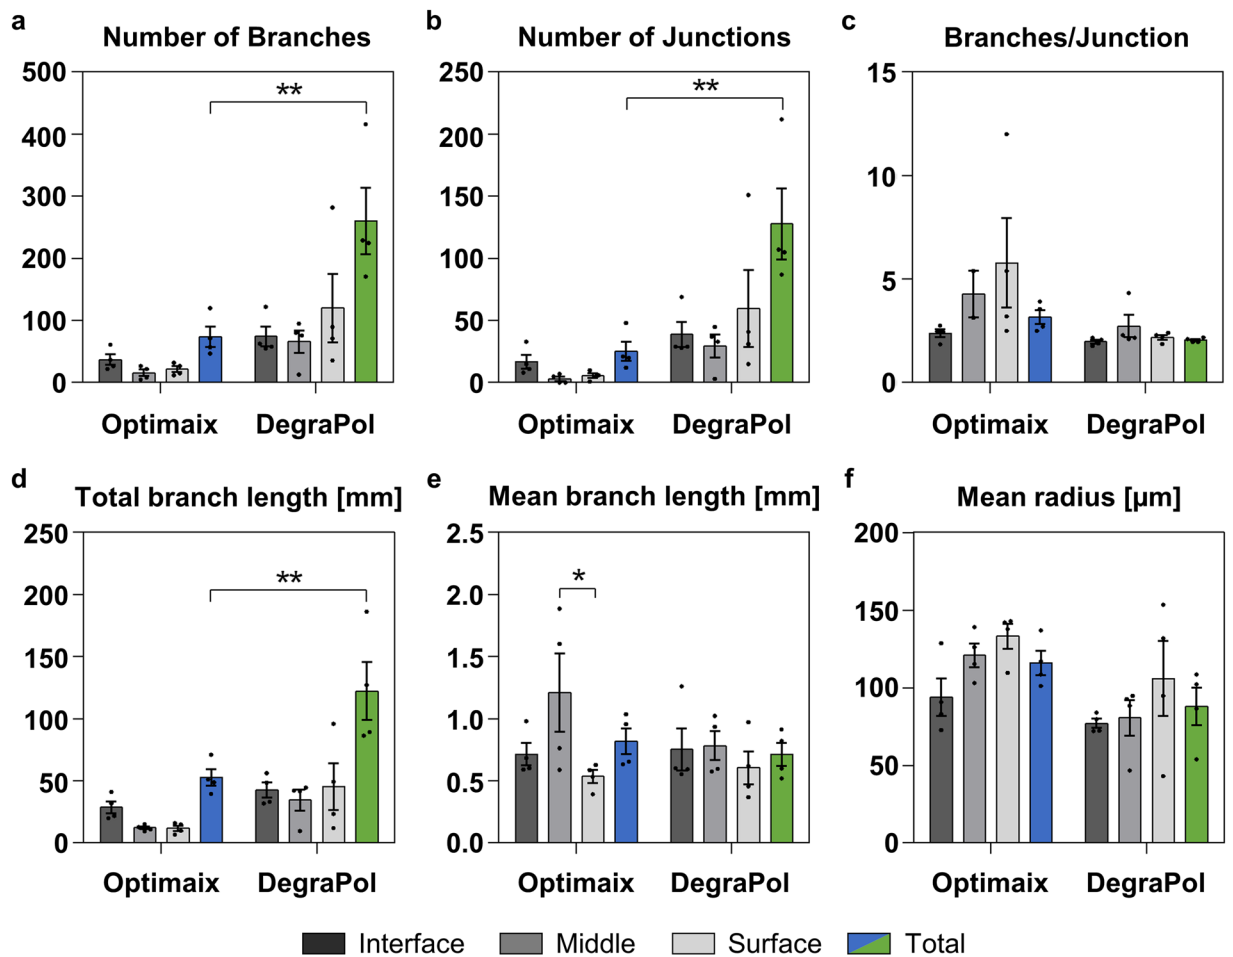 a Number of Branches
500
400
300
200
100
0
**
Optimaix DegraPol
b Number of Junctions
250
200
150
100
50
0
**
Optimaix DegraPol
c Branches/Junction
15
10
5
0
Optimaix DegraPol
d Total branch length [mm]
250
200
150
100
50
0
**
Optimaix DegraPol
e Mean branch length [mm]
2.5
2.0
1.5
1.0
0.5
0.0
*
Optimaix DegraPol
f Mean radius [µm]
200
150
100
50
0
Optimaix DegraPol
Interface Middle Surface Total